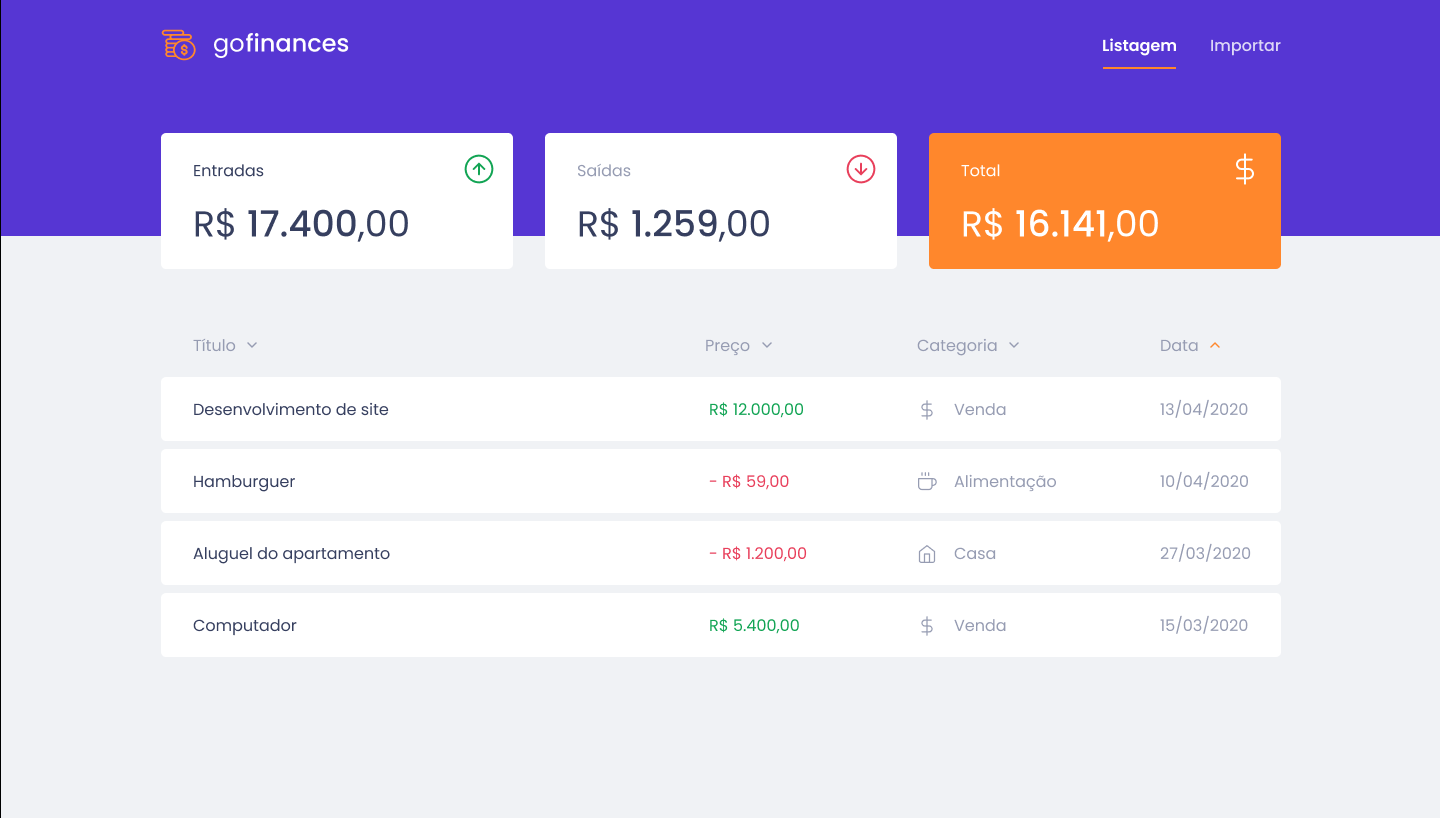 gofinances
Listagem Importar
Entradas
R$ 17.400,00
Saídas
R$ 1.259,00
Total
R$ 16.141,00
Título Preço Categoria Data
Desenvolvimento de site R$ 12.000,00 Venda 13/04/2020
Hamburguer - R$ 59,00 Alimentação 10/04/2020
Aluguel do apartamento - R$ 1.200,00 Casa 27/03/2020
Computador R$ 5.400,00 Venda 15/03/2020